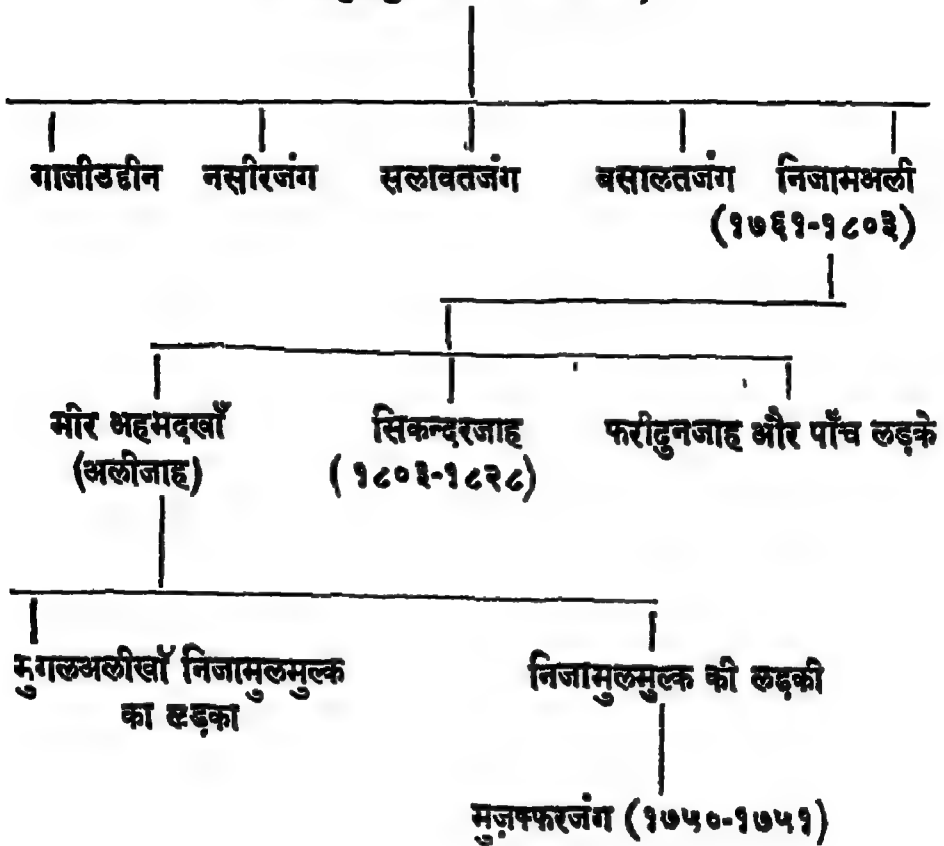 गाजीउद्दीन नसीरजंग सलावतजंग बसालतजंग निजामअली
(१७६१-१८०३)
मीर अहमदखाँ सिकन्दरजाह फरीदुनजाह और पाँच लड़के
(अलीजाह) (१८०३-१८२८)
मुगलअलीखाँ निजामुलमुल्क निजामुलमुल्क की लड़की
का लड़का
मुज़फ्फरजंग (१७५०-१७५१)